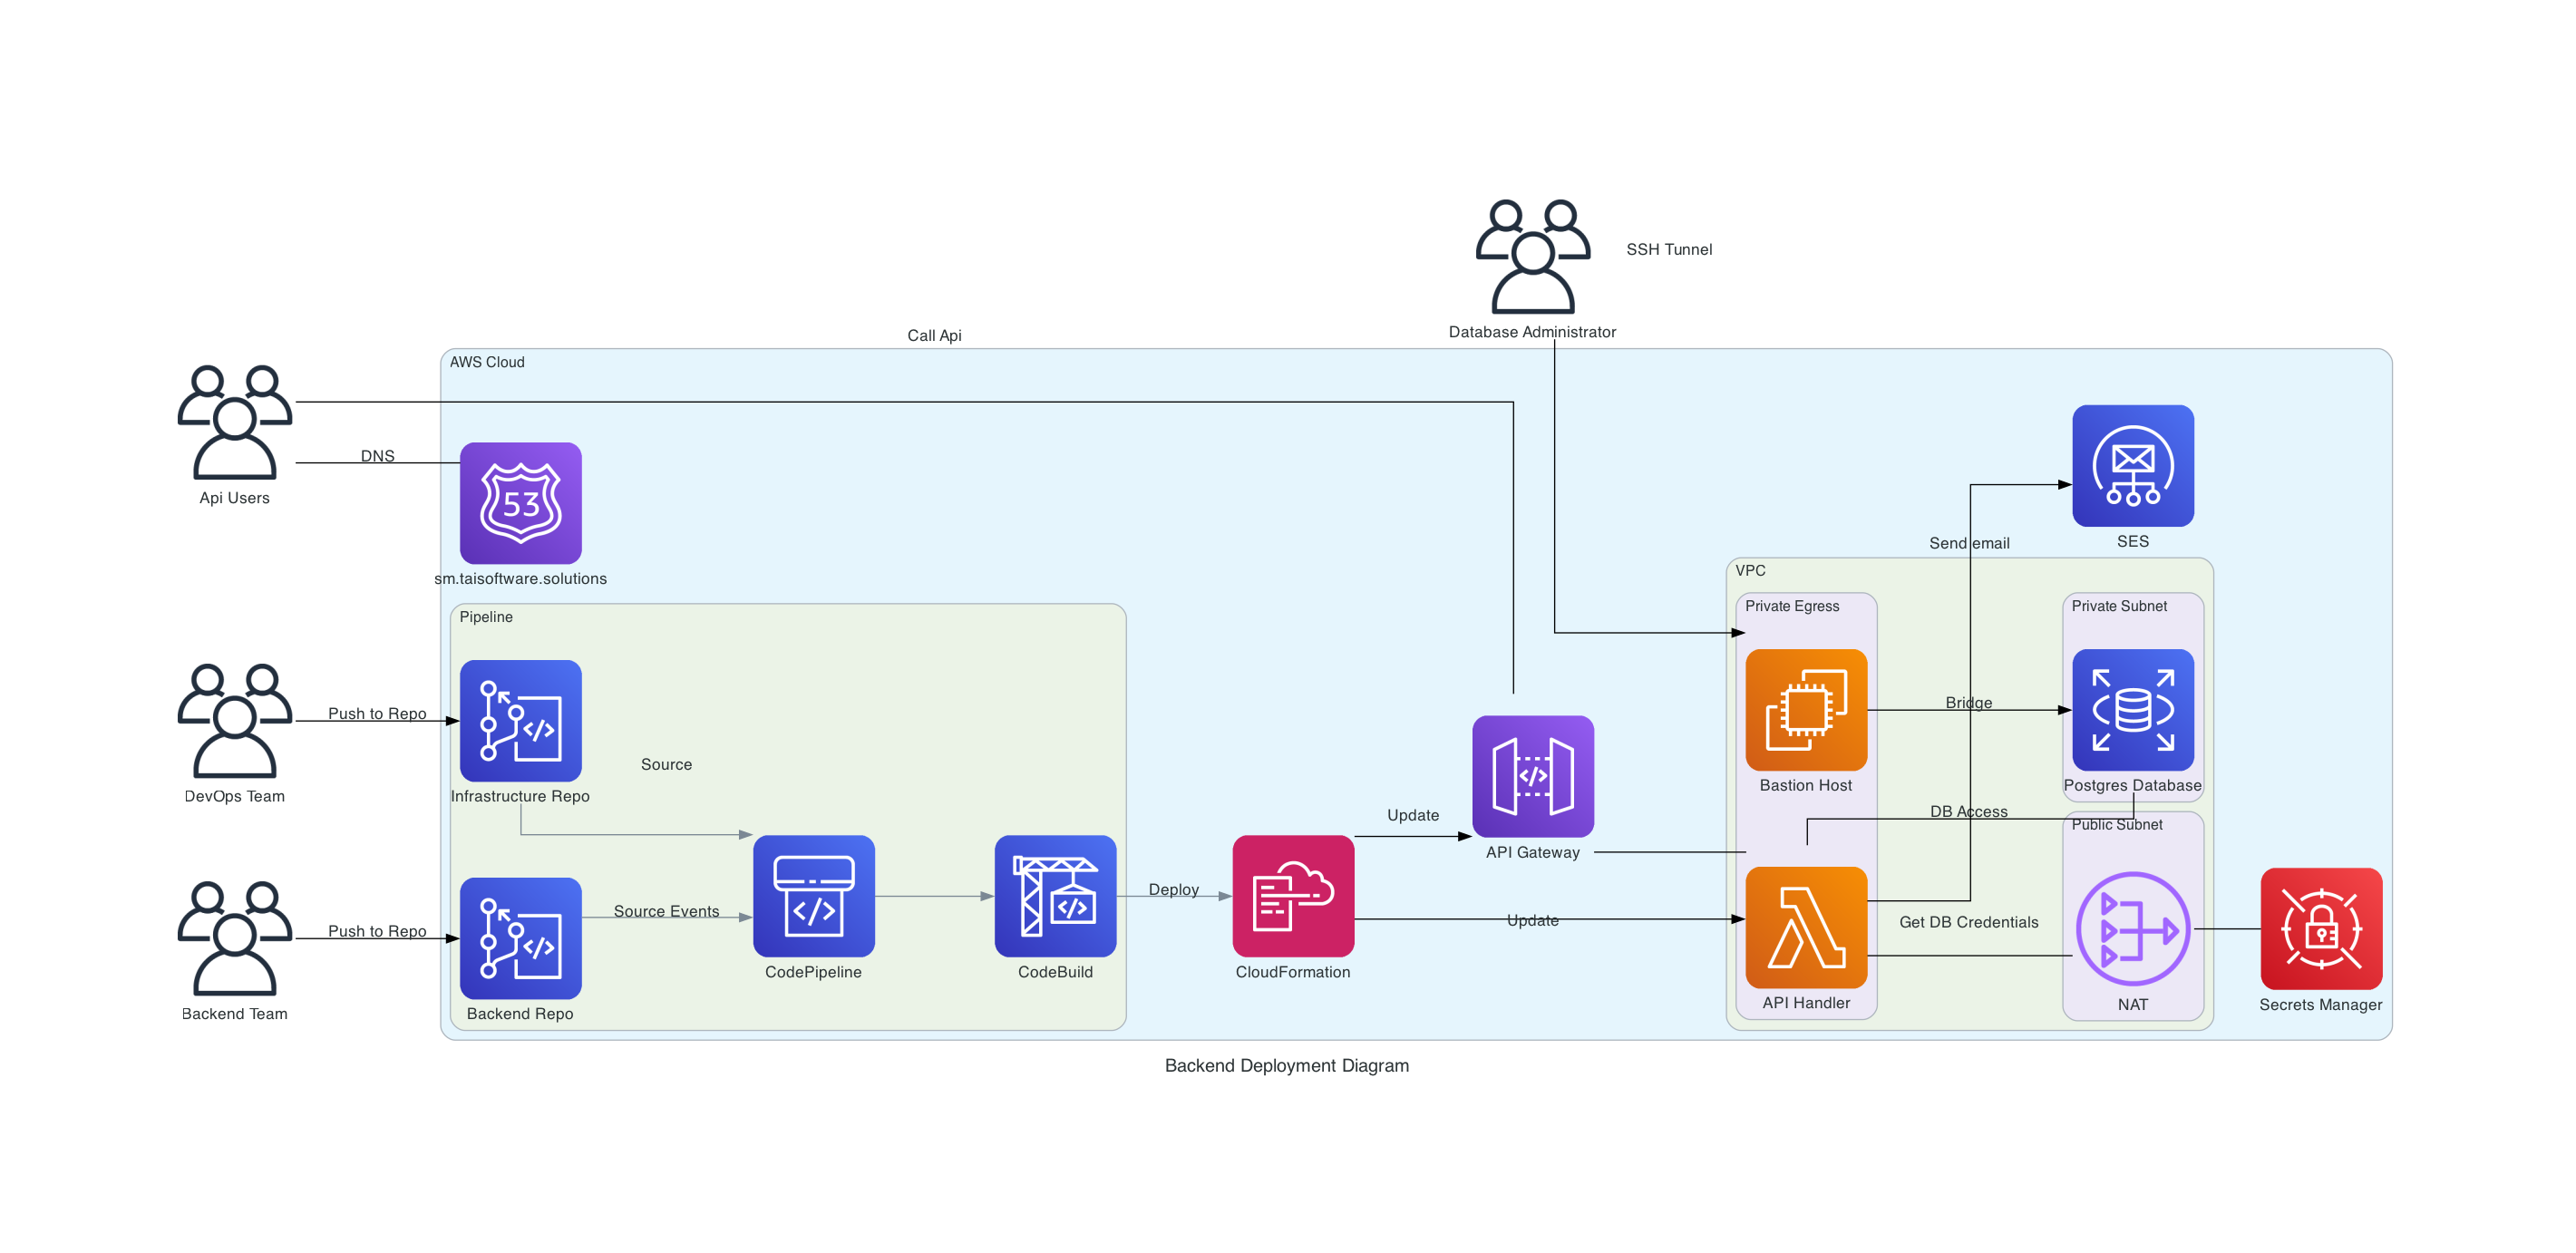 SSH Tunnel
Database Administrator
Call Api
AWS Cloud
Api Users
DNS
53
sm.taisoftware.solutions
SES
Send email
VPC
Private Egress
Private Subnet
Pipeline
DevOps Team
Push to Repo
Infrastructure Repo
Source
Bastion Host
Bridge
Postgres Database
DB Access
Public Subnet
Update
API Gateway
Backend Team
Push to Repo
Backend Repo
Source Events
CodePipeline
CodeBuild
Deploy
CloudFormation
Update
API Handler
Get DB Credentials
NAT
Secrets Manager
Backend Deployment Diagram